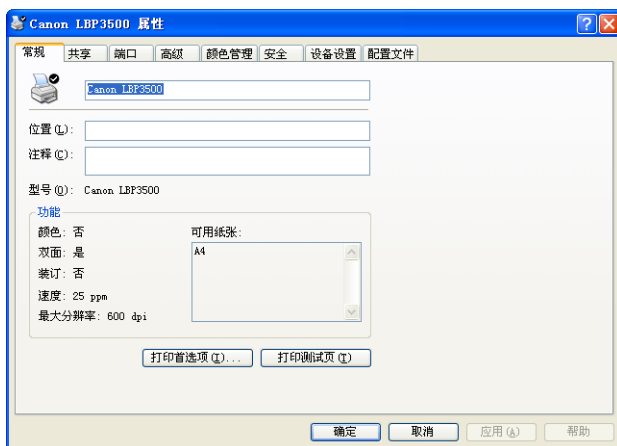 Canon LBP3500 属性
常规 共享 端口 高级 颜色管理 安全 设备设置 配置文件
Canon LBP3500
位置(L):
注释(C):
型号(O): Canon LBP3500
功能
颜色: 否 可用纸张:
双面: 是 A4
装订: 否
速度: 25 ppm
最大分辨率: 600 dpi
打印首选项(I)... 打印测试页(T)
确定 取消 应用(A) 帮助